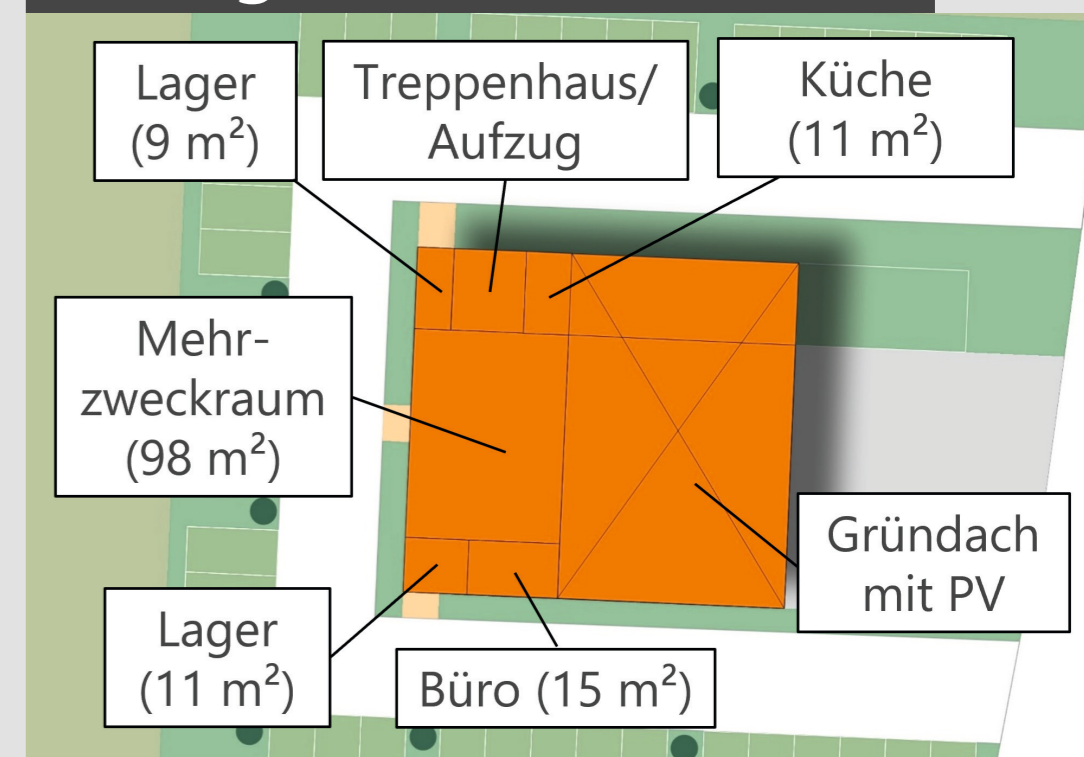 Lager
(9 m²)
Treppenhaus/
Aufzug
Küche
(11 m²)
Mehr-
zweckraum
(98 m²)
Gründach
mit PV
Lager
(11 m²)
Büro (15 m²)